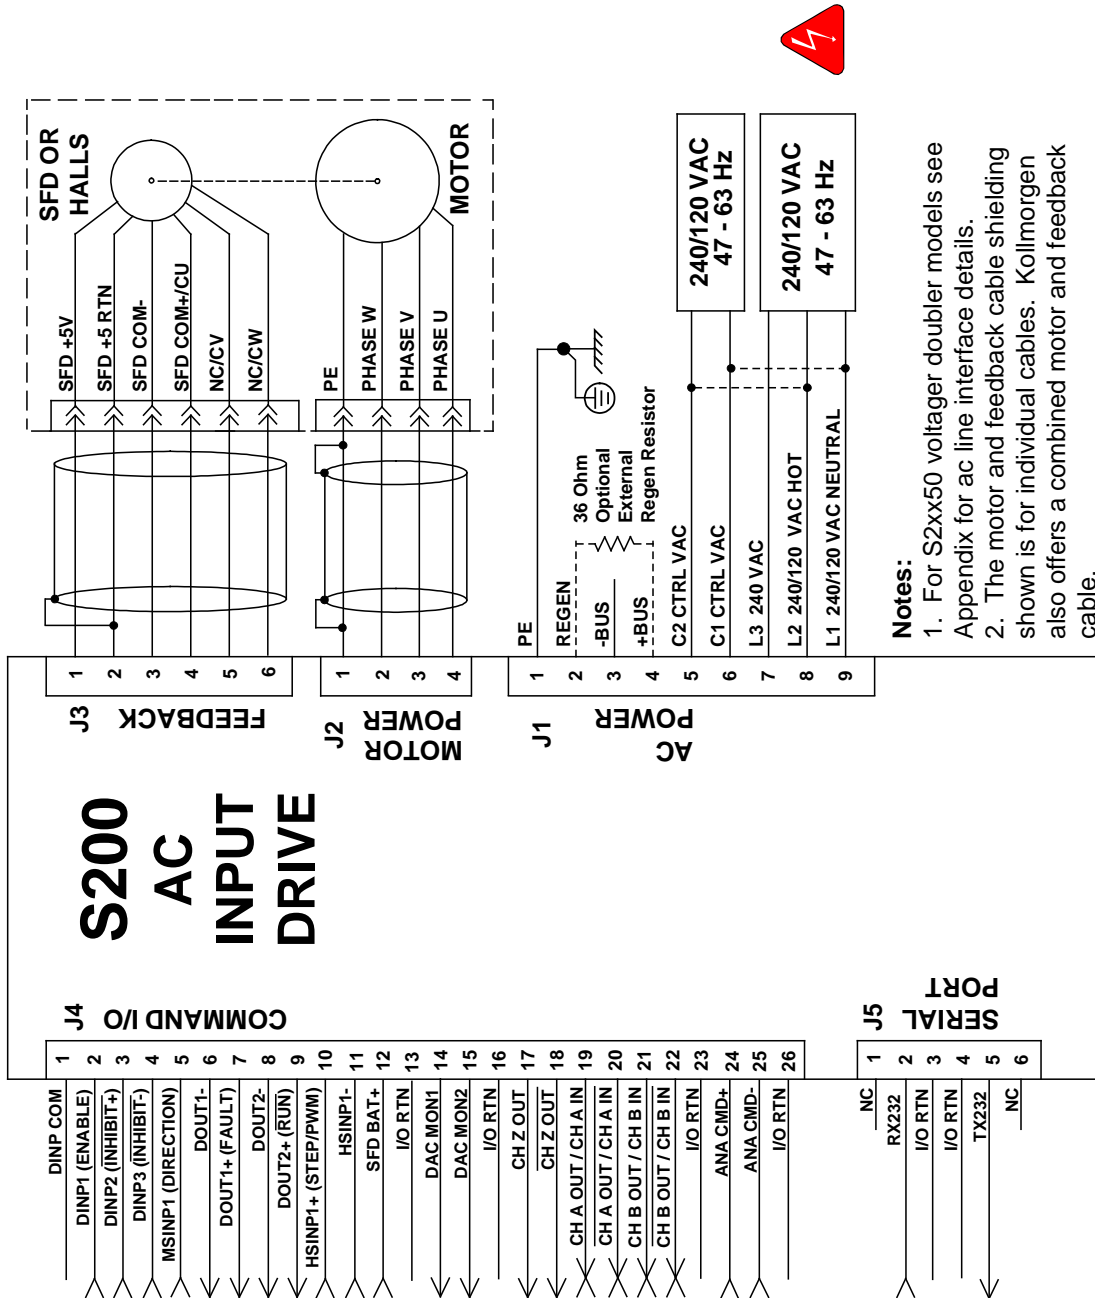 S200
AC
INPUT
DRIVE
J4
COMMAND I/O
1 DINP COM
2 DINP1 (ENABLE)
3 DINP2 (INHIBIT+)
4 DINP3 (INHIBIT-)
5 MSINP1 (DIRECTION)
6 DOUT1-
7 DOUT1+ (FAULT)
8 DOUT2-
9 DOUT2+ (RUN)
10 HSINP1+ (STEP/PWM)
11 HSINP1-
12 SFD BAT+
13 I/O RTN
14 DAC MON1
15 DAC MON2
16 I/O RTN
17 CH Z OUT
18 CH Z OUT
19 CH A OUT / CH A IN
20 CH A OUT / CH A IN
21 CH B OUT / CH B IN
22 CH B OUT / CH B IN
23 I/O RTN
24 ANA CMD+
25 ANA CMD-
26 I/O RTN
J5
SERIAL
PORT
1 NC
2 RX232
3 I/O RTN
4 I/O RTN
5 TX232
6 NC
J3
FEEDBACK
1 SFD +5V
2 SFD +5 RTN
3 SFD COM-
4 SFD COM+/CU
5 NC/CV
6 NC/CW
SFD OR
HALLS
J2
MOTOR
POWER
1 PE
2 PHASE W
3 PHASE V
4 PHASE U
MOTOR
J1
AC
POWER
1 PE
2 REGEN
3 -BUS
4 +BUS
5 C2 CTRL VAC
6 C1 CTRL VAC
7 L3 240 VAC
8 L2 240/120 VAC HOT
9 L1 240/120 VAC NEUTRAL
36 Ohm
Optional
External
Regen Resistor
240/120 VAC
47 - 63 Hz
240/120 VAC
47 - 63 Hz
Notes:
1. For S2xx50 voltager doubler models see
Appendix for ac line interface details.
2. The motor and feedback cable shielding
shown is for individual cables. Kollmorgen
also offers a combined motor and feedback
cable.